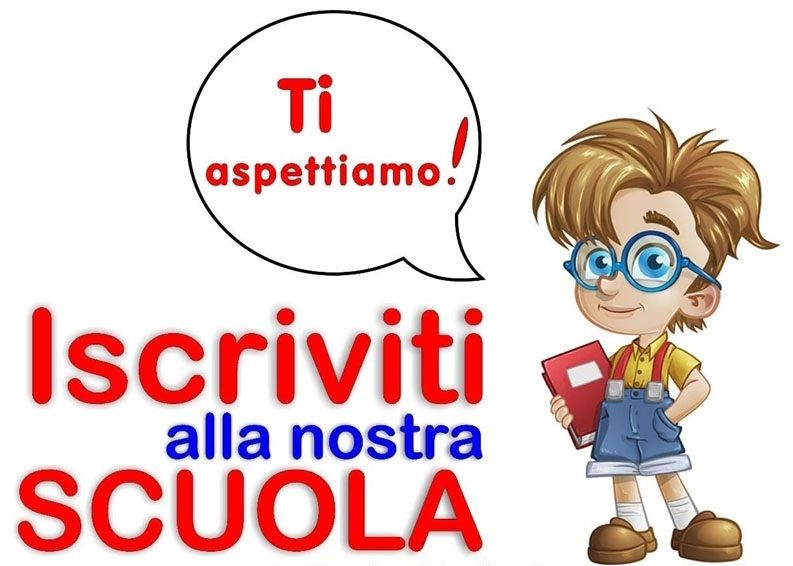 Ti
aspettiamo!
Iscriviti
alla nostra
SCUOLA